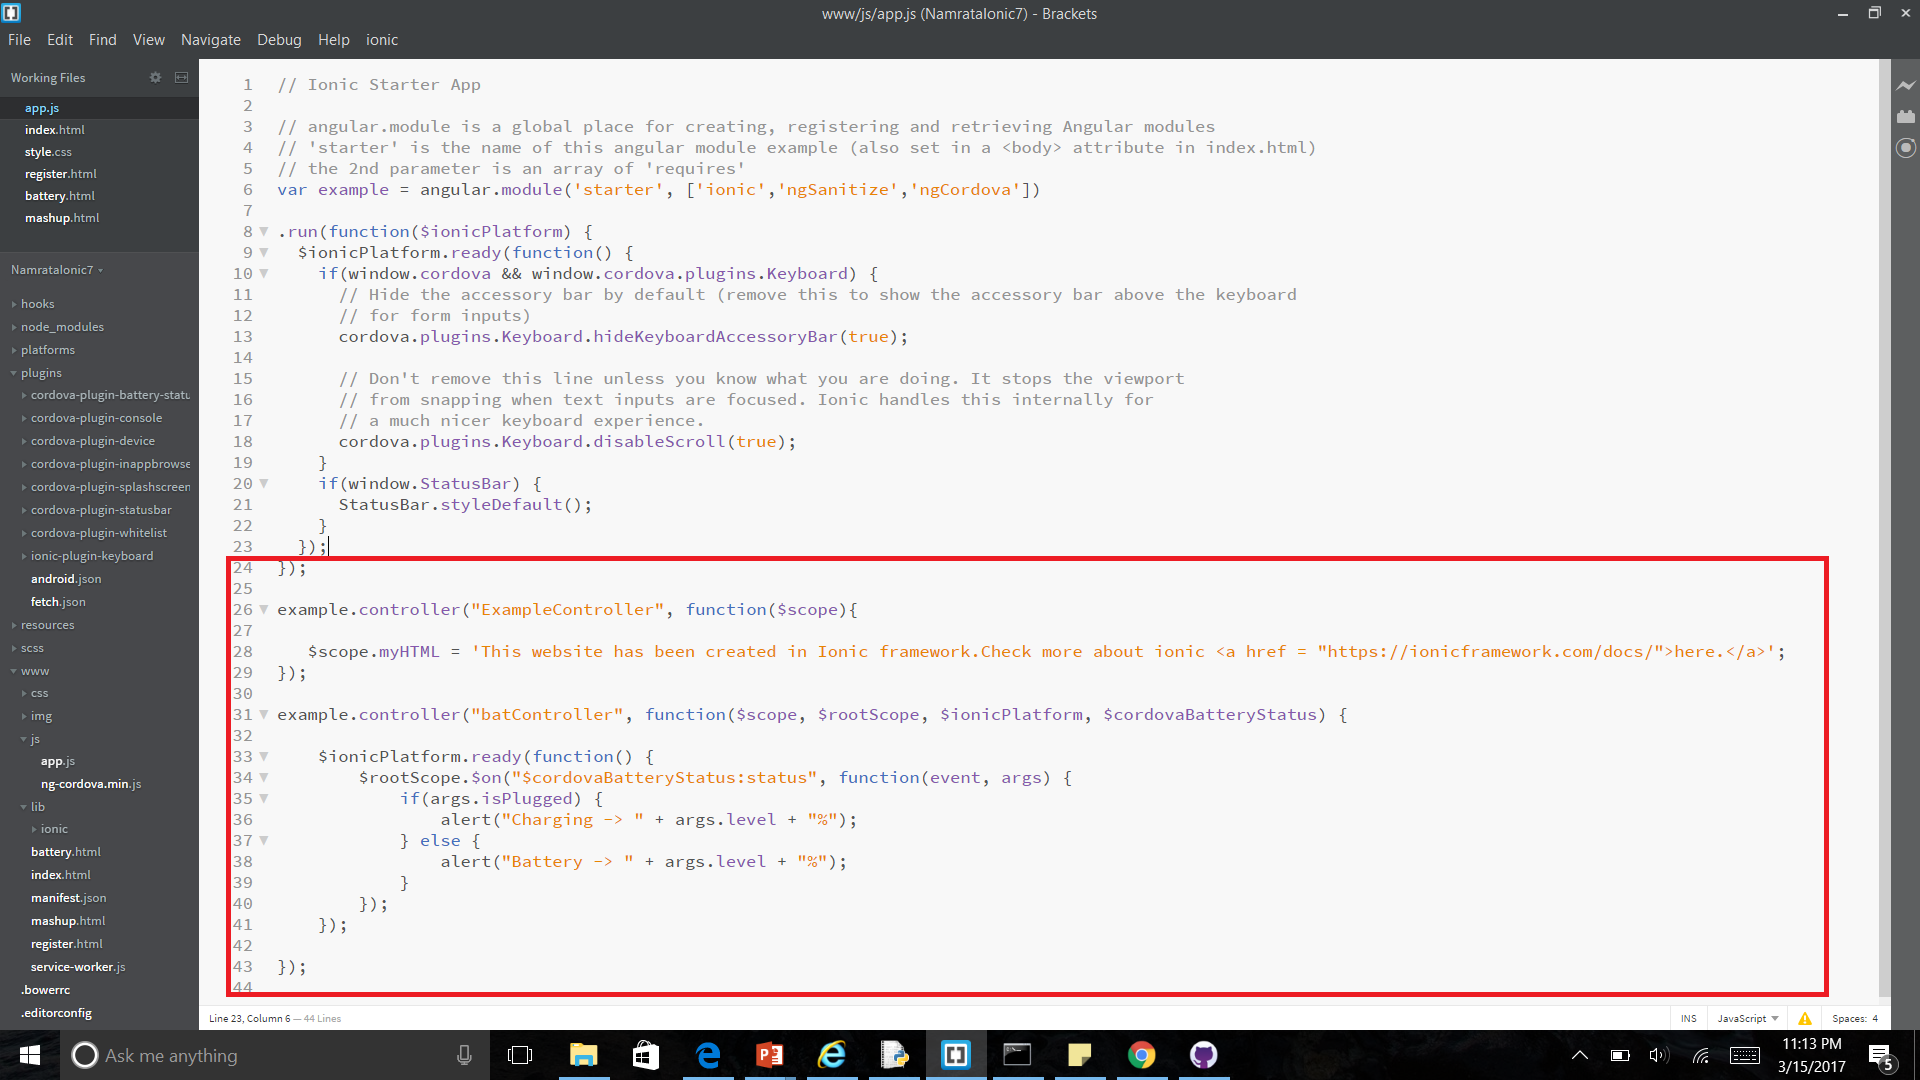 www/js/app.js (NamrataIonic7) - Brackets
File Edit Find View Navigate Debug Help ionic
Working Files
app.js
index.html
style.css
register.html
battery.html
mashup.html
NamrataIonic7
hooks
node_modules
platforms
plugins
cordova-plugin-battery-statu
cordova-plugin-console
cordova-plugin-device
cordova-plugin-inappbrowse
cordova-plugin-splashscreen
cordova-plugin-statusbar
cordova-plugin-whitelist
ionic-plugin-keyboard
android.json
fetch.json
resources
scss
www
css
img
js
app.js
ng-cordova.min.js
lib
ionic
battery.html
index.html
manifest.json
mashup.html
register.html
service-worker.js
.bowerrc
.editorconfig
1 // Ionic Starter App
2
3 // angular.module is a global place for creating, registering and retrieving Angular modules
4 // 'starter' is the name of this angular module example (also set in a <body> attribute in index.html)
5 // the 2nd parameter is an array of 'requires'
6 var example = angular.module('starter', ['ionic','ngSanitize','ngCordova'])
7
8 .run(function($ionicPlatform) {
9 $ionicPlatform.ready(function() {
10 if(window.cordova && window.cordova.plugins.Keyboard) {
11 // Hide the accessory bar by default (remove this to show the accessory bar above the keyboard
12 // for form inputs)
13 cordova.plugins.Keyboard.hideKeyboardAccessoryBar(true);
14
15 // Don't remove this line unless you know what you are doing. It stops the viewport
16 // from snapping when text inputs are focused. Ionic handles this internally for
17 // a much nicer keyboard experience.
18 cordova.plugins.Keyboard.disableScroll(true);
19 }
20 if(window.StatusBar) {
21 StatusBar.styleDefault();
22 }
23 });
24 });
25
26 example.controller("ExampleController", function($scope){
27
28 $scope.myHTML = 'This website has been created in Ionic framework.Check more about ionic <a href = "https://ionicframework.com/docs/">here.</a>';
29 });
30
31 example.controller("batController", function($scope, $rootScope, $ionicPlatform, $cordovaBatteryStatus) {
32
33 $ionicPlatform.ready(function() {
34 $rootScope.$on("$cordovaBatteryStatus:status", function(event, args) {
35 if(args.isPlugged) {
36 alert("Charging -> " + args.level + "%");
37 } else {
38 alert("Battery -> " + args.level + "%");
39 }
40 });
41 });
42
43 });
44
Line 23, Column 6 — 44 Lines
INS JavaScript Spaces: 4
Ask me anything
11:13 PM
3/15/2017
5